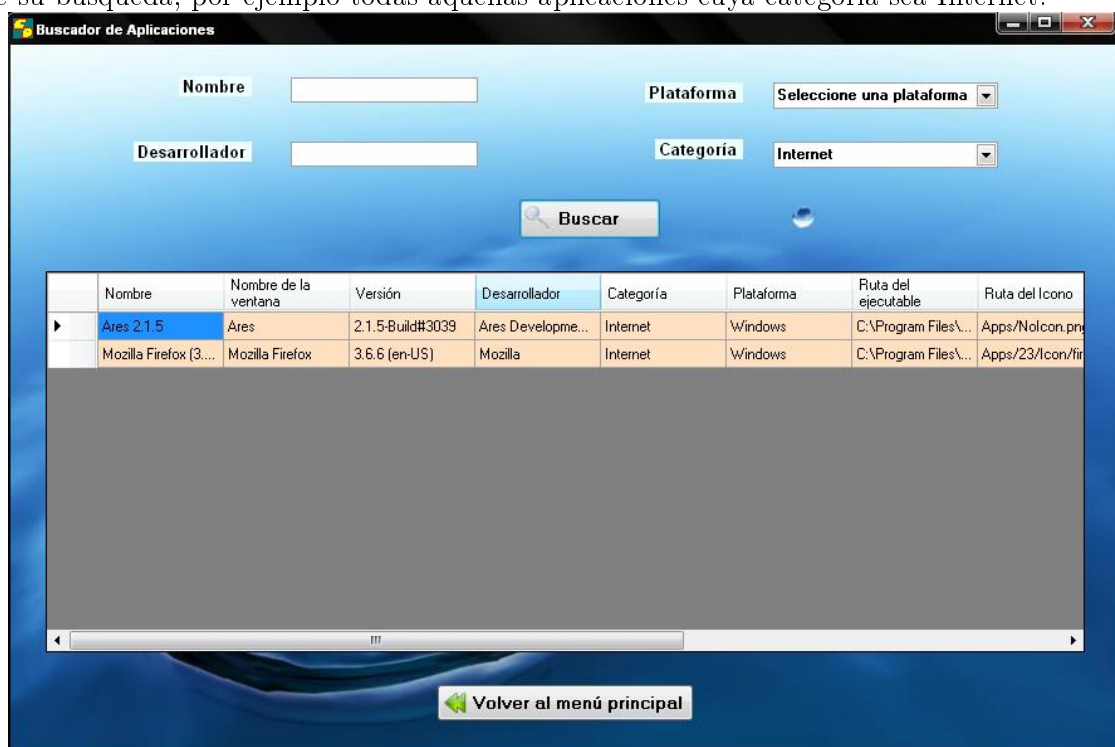 su búsqueda, por ejemplo todas aquellas aplicaciones cuya categoría sea Internet.
Buscador de Aplicaciones
Nombre
Plataforma
Seleccione una plataforma
Desarrollador
Categoría
Internet
Buscar
Nombre
Nombre de la ventana
Versión
Desarrollador
Categoría
Plataforma
Ruta del ejecutable
Ruta del Icono
Ares 2.1.5
Ares
2.1.5-Build#3039
Ares Developme...
Internet
Windows
C:\Program Files\...
Apps/NoIcon.png
Mozilla Firefox (3....
Mozilla Firefox
3.6.6 (en-US)
Mozilla
Internet
Windows
C:\Program Files\...
Apps/23/Icon/fir
Volver al menú principal